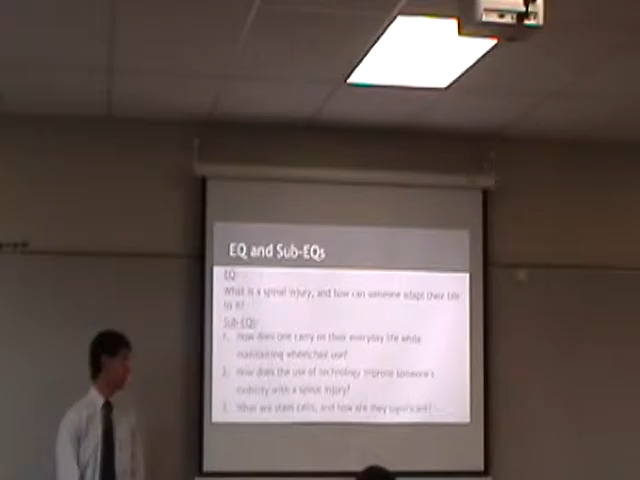 EQ and Sub-EQs
EQ:
What is a spinal injury, and how can someone adapt their life
to it?
Sub-EQs:
1. How does one carry on their everyday life while
maintaining wheelchair use?
2. How does the use of technology improve someone's
mobility with a spinal injury?
3. What are stem cells, and how are they significant?